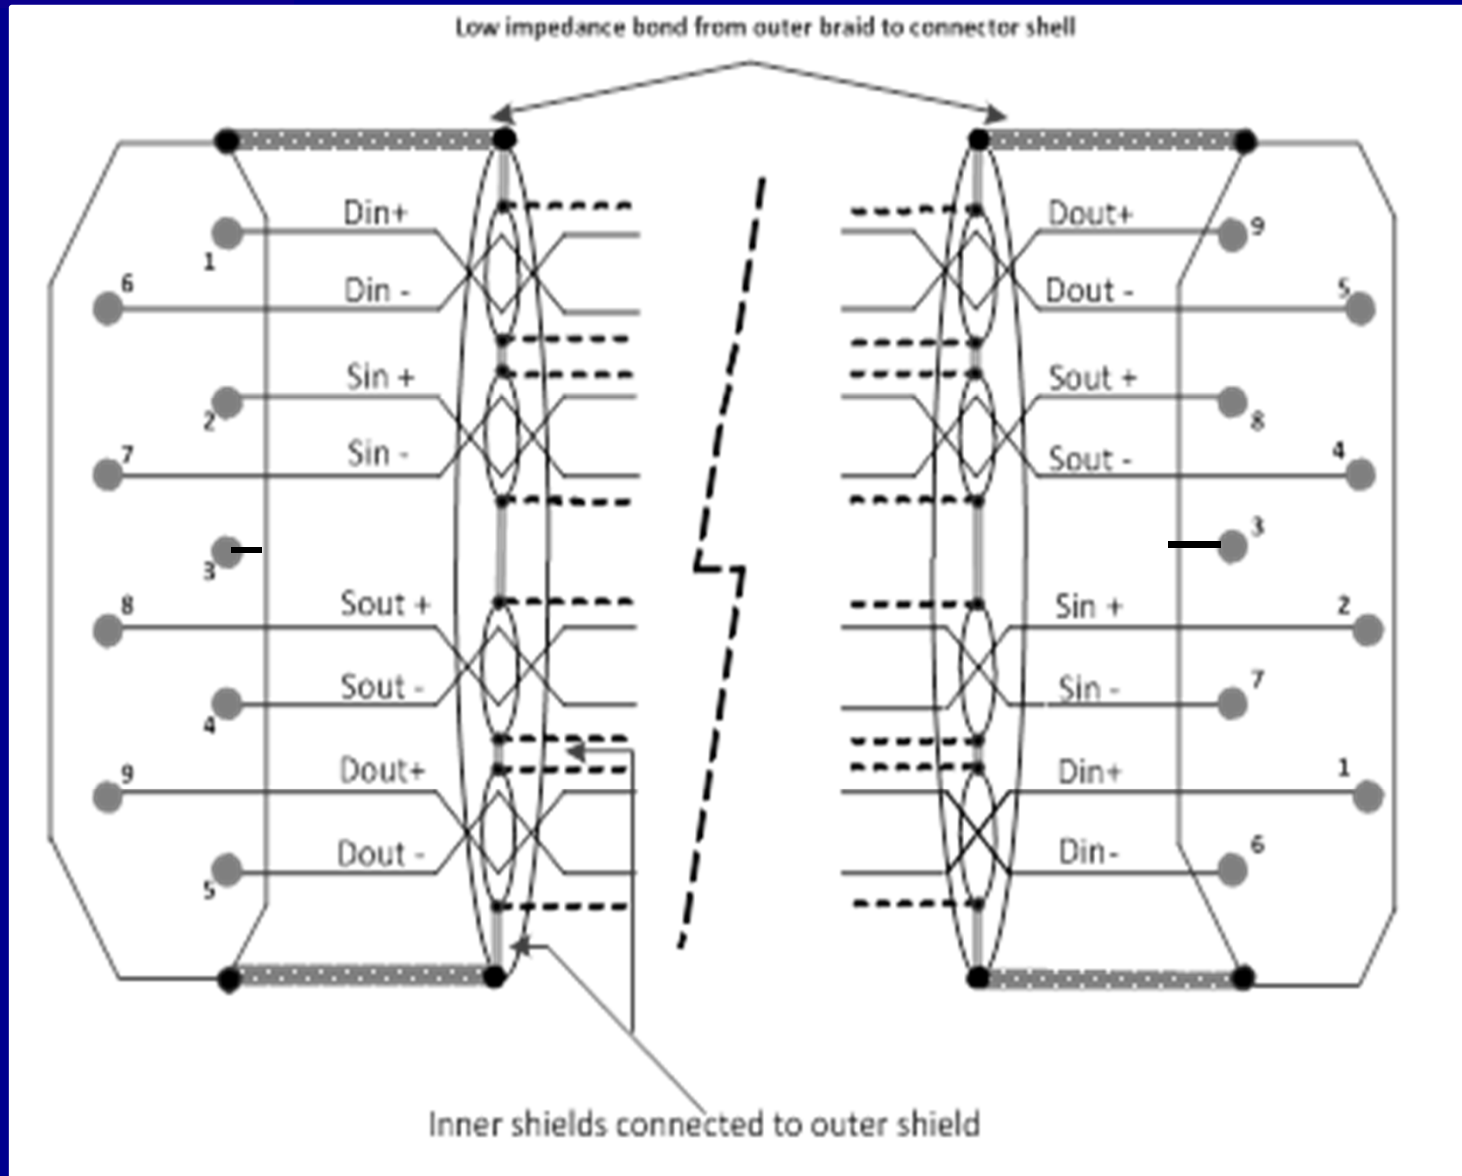 Low impedance bond from outer braid to connector shell
Din+ Dout+ 9
1
6 Din - Dout - 5
Sin + Sout +
2 8
7 Sin - Sout - 4
3
3
8 Sout + Sin + 2
Sout - Sin - 7
4
9 Dout+ Din+ 1
Dout - Din- 6
5
Inner shields connected to outer shield